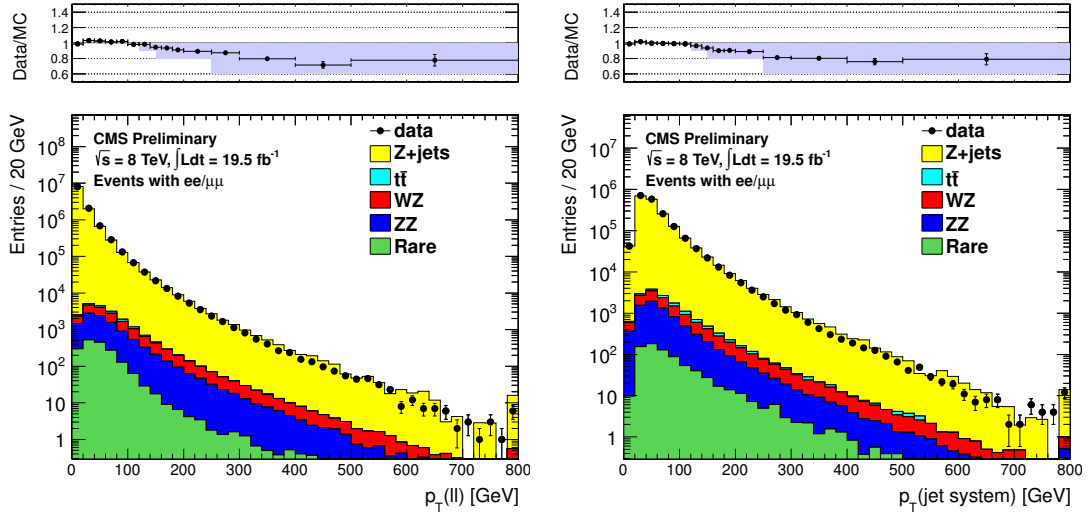 Data/MC
1.4
1.2
1
0.8
0.6
Entries / 20 GeV
10⁷
10⁶
10⁵
10⁴
10³
10²
10
1
CMS Preliminary
√s = 8 TeV, ∫Ldt = 19.5 fb⁻¹
Events with ee/μμ
data
Z+jets
tt̄
WZ
ZZ
Rare
0 100 200 300 400 500 600 700 800
p_T(ll) [GeV]
Data/MC
1.4
1.2
1
0.8
0.6
Entries / 20 GeV
10⁷
10⁶
10⁵
10⁴
10³
10²
10
1
CMS Preliminary
√s = 8 TeV, ∫Ldt = 19.5 fb⁻¹
Events with ee/μμ
data
Z+jets
tt̄
WZ
ZZ
Rare
0 100 200 300 400 500 600 700 800
p_T(jet system) [GeV]